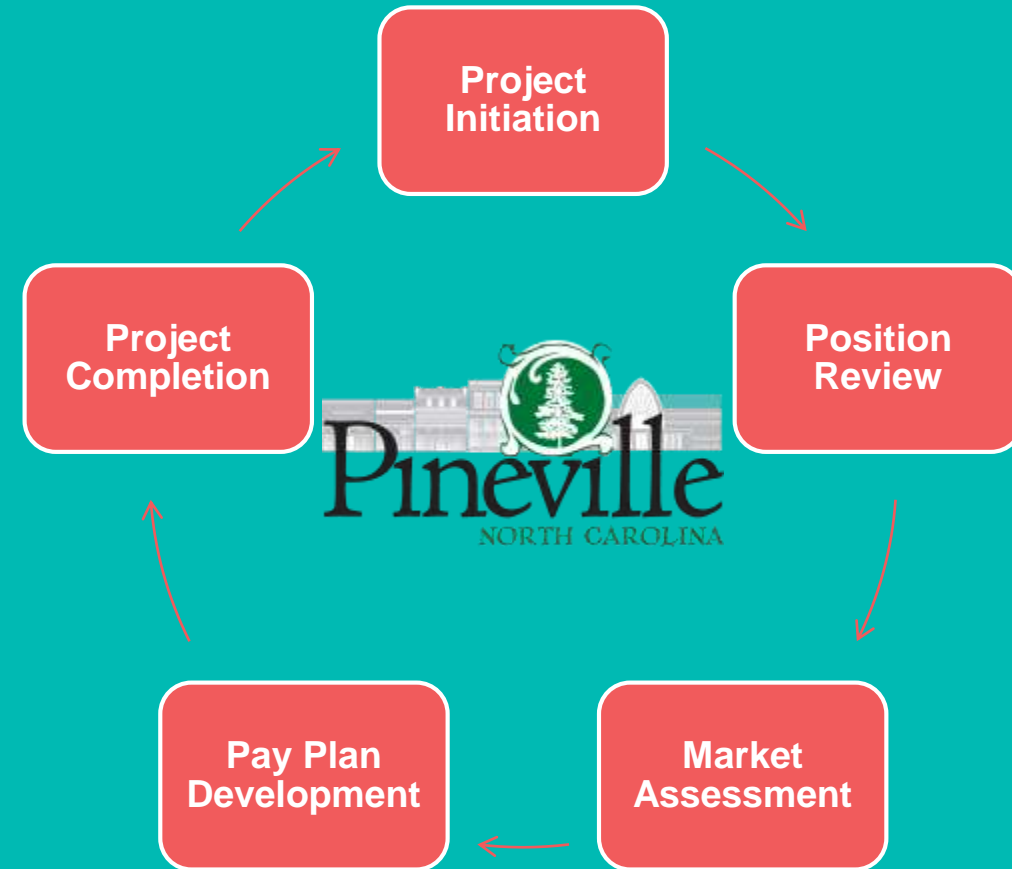 Project
Initiation
Project
Completion
Position
Review
Pineville
NORTH CAROLINA
Pay Plan
Development
Market
Assessment